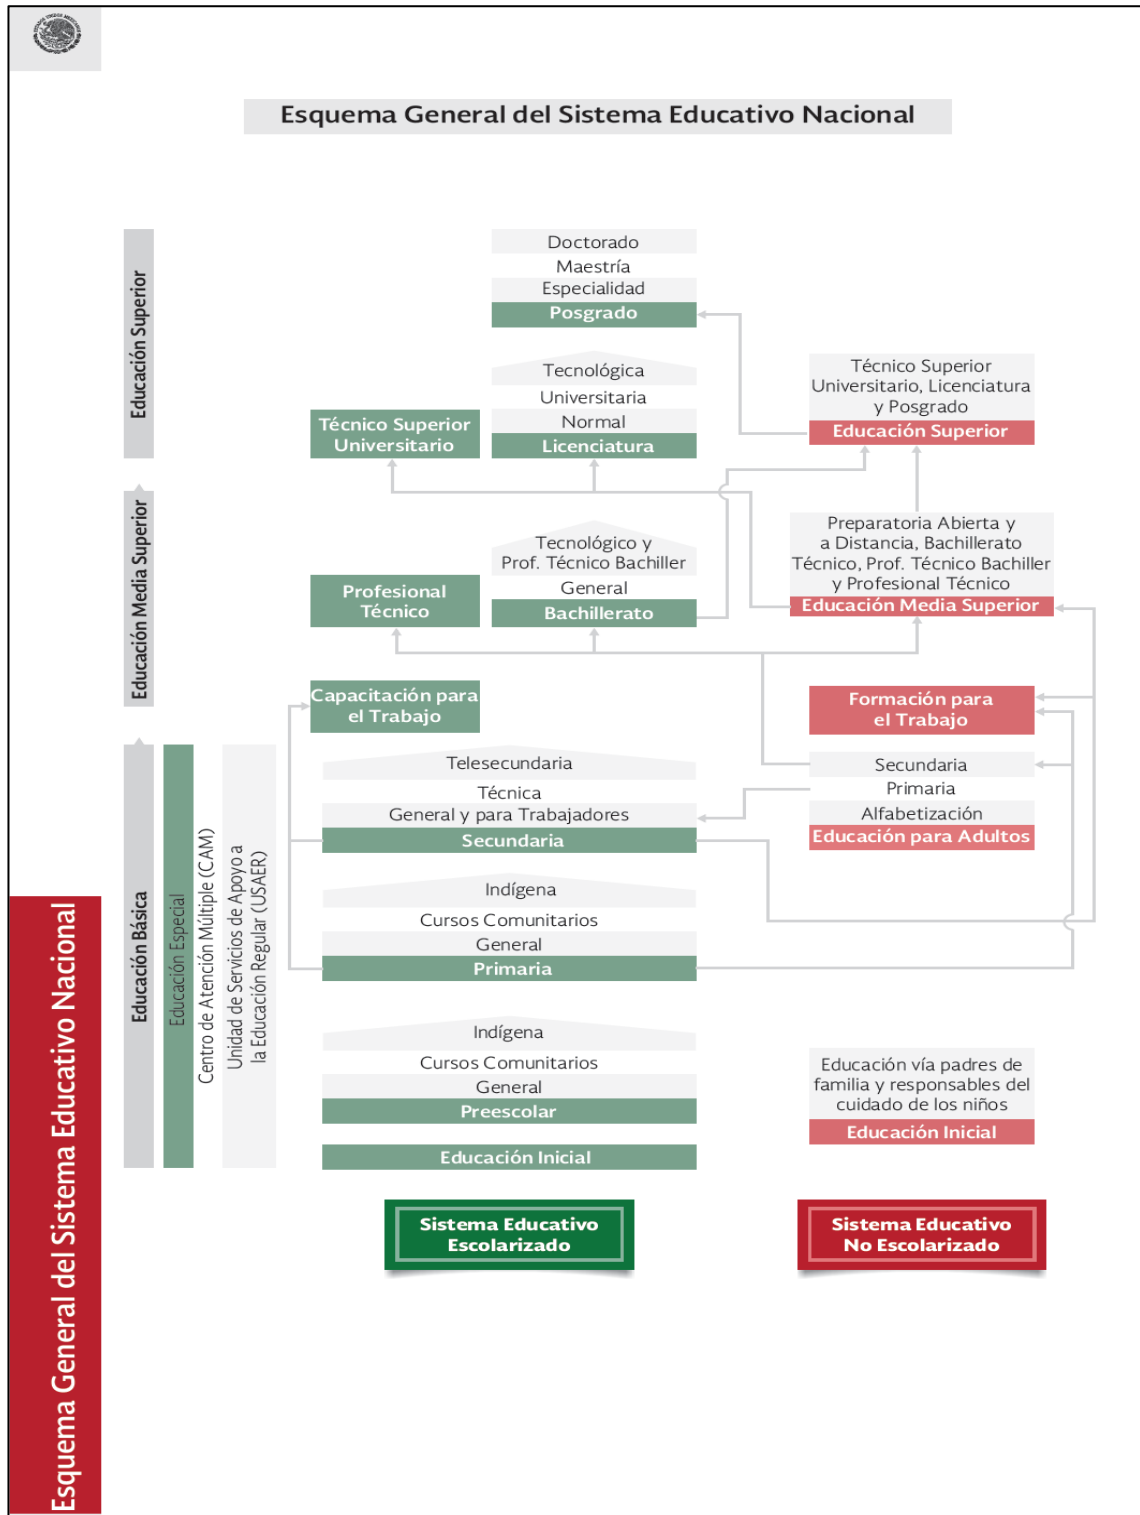 Esquema General del Sistema Educativo Nacional
Educación Superior
Doctorado
Maestría
Especialidad
Posgrado
Tecnológica
Universitaria
Normal
Licenciatura
Técnico Superior
Universitario
Técnico Superior
Universitario, Licenciatura
y Posgrado
Educación Superior
Educación Media Superior
Tecnológico y
Prof. Técnico Bachiller
General
Bachillerato
Profesional
Técnico
Preparatoria Abierta y
a Distancia, Bachillerato
Técnico, Prof. Técnico Bachiller
y Profesional Técnico
Educación Media Superior
Capacitación para
el Trabajo
Formación para
el Trabajo
Educación Básica
Educación Especial
Centro de Atención Múltiple (CAM)
Unidad de Servicios de Apoyo a
la Educación Regular (USAER)
Telesecundaria
Técnica
General y para Trabajadores
Secundaria
Secundaria
Primaria
Alfabetización
Educación para Adultos
Indígena
Cursos Comunitarios
General
Primaria
Indígena
Cursos Comunitarios
General
Preescolar
Educación Inicial
Educación vía padres de
familia y responsables del
cuidado de los niños
Educación Inicial
Sistema Educativo
Escolarizado
Sistema Educativo
No Escolarizado
Esquema General del Sistema Educativo Nacional